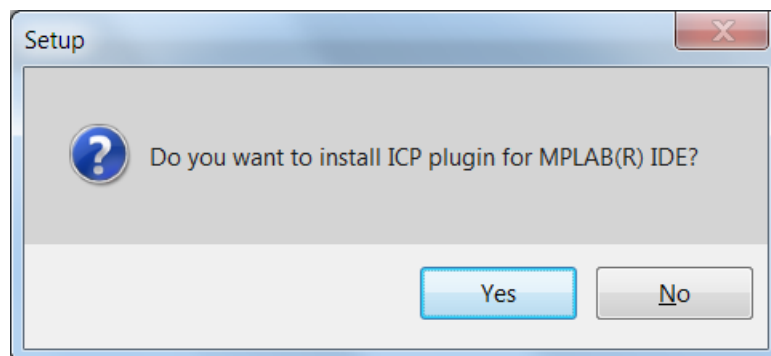 Setup
Do you want to install ICP plugin for MPLAB(R) IDE?
Yes No